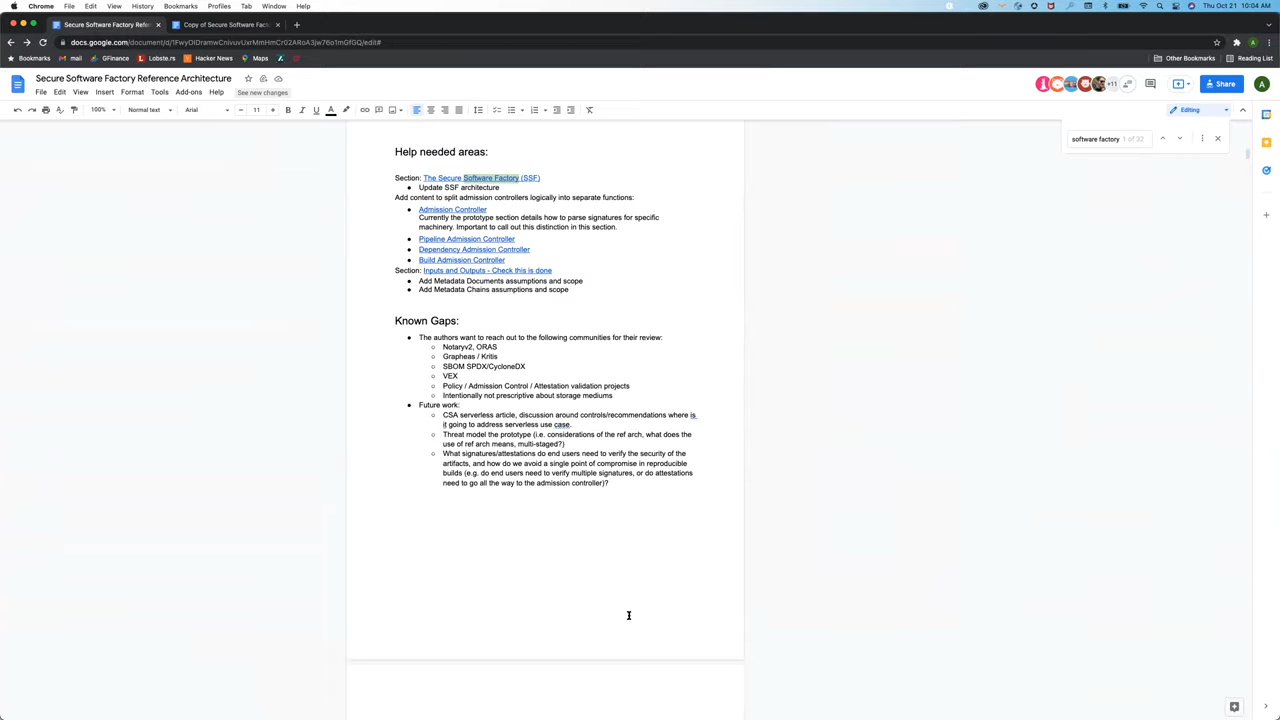 Chrome File Edit View History Bookmarks Profiles Tab Window Help
Thu Oct 21 10:04 AM
Secure Software Factory Refer
Copy of Secure Software Fact
Bookmarks mail GFinance Lobste.rs Hacker News Maps CI
Other Bookmarks Reading List
Secure Software Factory Reference Architecture
+11
Share
A
File Edit View Insert Format Tools Add-ons Help See new changes
100% Normal text Arial 11 B I U A
Editing
software factory 1 of 32
Help needed areas:
Section: The Secure Software Factory (SSF)
● Update SSF architecture
Add content to split admission controllers logically into separate functions:
● Admission Controller
Currently the prototype section details how to parse signatures for specific
machinery. Important to call out this distinction in this section.
● Pipeline Admission Controller
● Dependency Admission Controller
● Build Admission Controller
Section: Inputs and Outputs - Check this is done
● Add Metadata Documents assumptions and scope
● Add Metadata Chains assumptions and scope
Known Gaps:
● The authors want to reach out to the following communities for their review:
○ Notaryv2, ORAS
○ Grapheas / Kritis
○ SBOM SPDX/CycloneDX
○ VEX
○ Policy / Admission Control / Attestation validation projects
○ Intentionally not prescriptive about storage mediums
● Future work:
○ CSA serverless article, discussion around controls/recommendations where is
it going to address serverless use case.
○ Threat model the prototype (i.e. considerations of the ref arch, what does the
use of ref arch means, multi-staged?)
○ What signatures/attestations do end users need to verify the security of the
artifacts, and how do we avoid a single point of compromise in reproducible
builds (e.g. do end users need to verify multiple signatures, or do attestations
need to go all the way to the admission controller)?